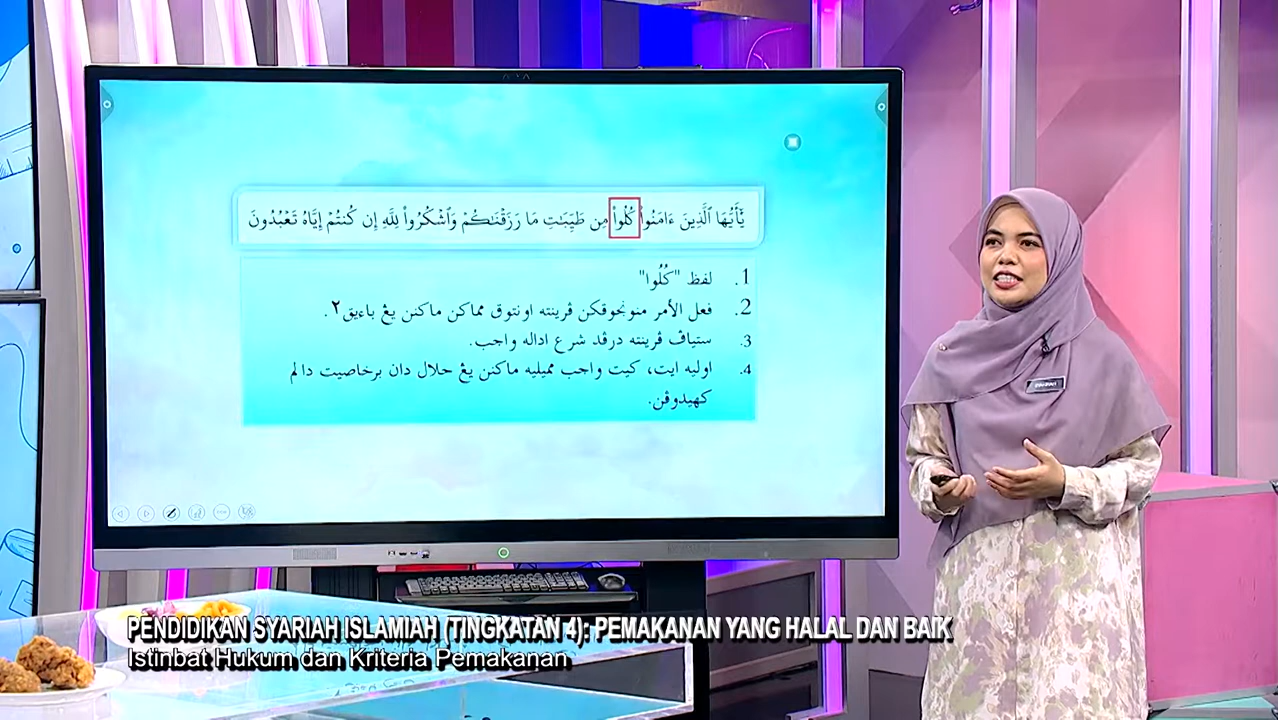 يَٰٓأَيُّهَا ٱلَّذِينَ ءَامَنُوا۟ كُلُوا۟ مِن طَيِّبَٰتِ مَا رَزَقْنَٰكُمْ وَٱشْكُرُوا۟ لِلَّهِ إِن كُنتُمْ إِيَّاهُ تَعْبُدُونَ
1. لفظ "كُلُوا"
2. فعل الأمر منونجوقكن ڤرينته اونتوق مماكن ماكنن يڠ باءيق٢.
3. ستياڤ ڤرينته درڤد شرع اداله واجب.
4. اوليه ايت، كيت واجب مميليه ماكنن يڠ حلال دان برخاصيت دالم
كهيدوڤن.
PENDIDIKAN SYARIAH ISLAMIAH (TINGKATAN 4): PEMAKANAN YANG HALAL DAN BAIK
Istinbat Hukum dan Kriteria Pemakanan